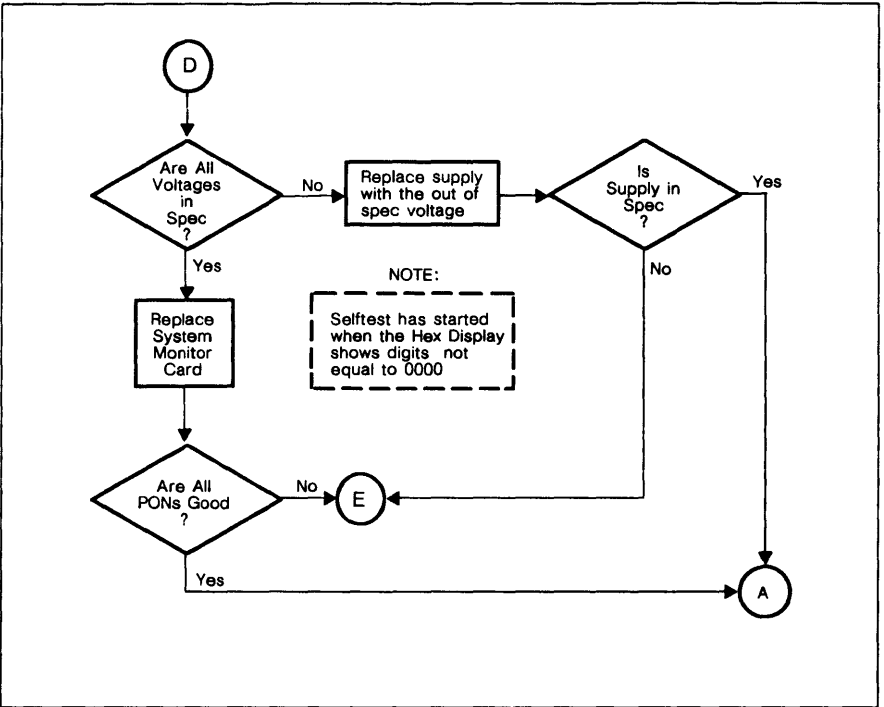 D
Are All
Voltages
in
Spec
?
No
Replace supply
with the out of
spec voltage
Is
Supply in
Spec
?
Yes
No
Yes
Replace
System
Monitor
Card
NOTE:
Selftest has started
when the Hex Display
shows digits not
equal to 0000
Are All
PONs Good
?
No
E
Yes
A